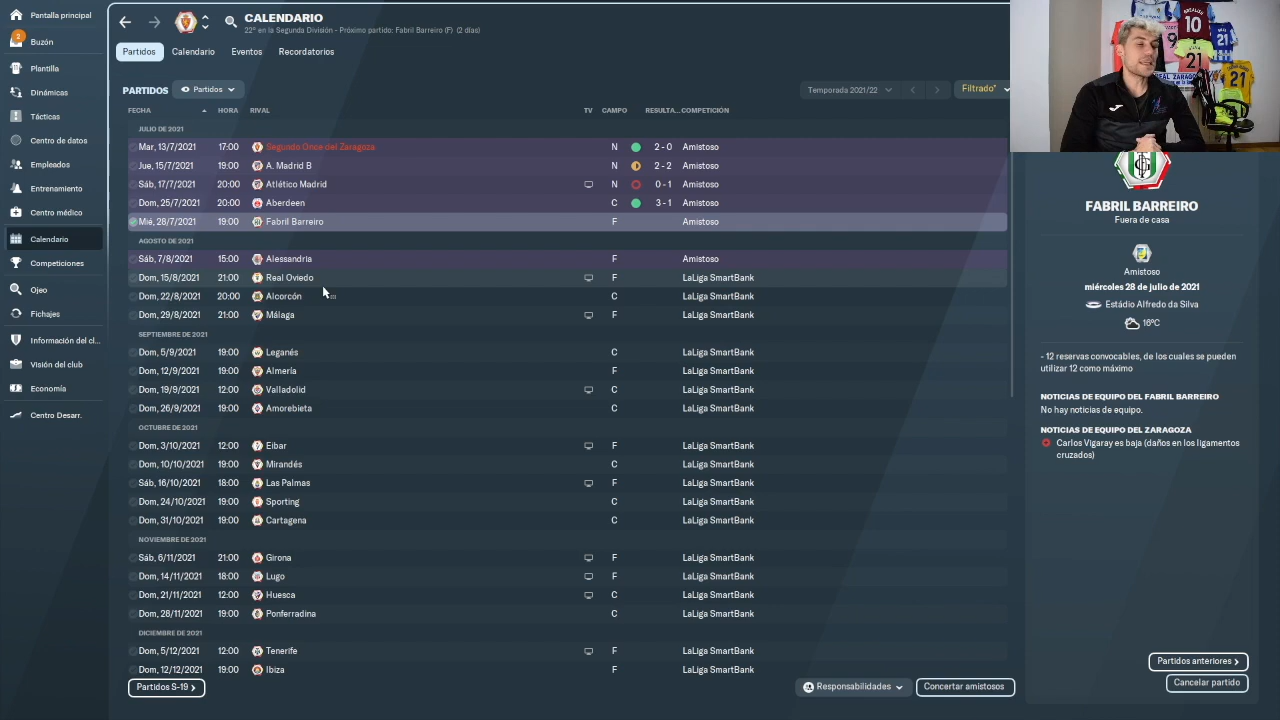 Pantalla principal
2
Buzón
Plantilla
Dinámicas
Tácticas
Centro de datos
Empleados
Entrenamiento
Centro médico
Calendario
Competiciones
Ojeo
Fichajes
Información del cl...
Visión del club
Economía
Centro Desarr.
CALENDARIO
22º en la Segunda División - Próximo partido: Fabril Barreiro (F) (2 días)
Partidos Calendario Eventos Recordatorios
PARTIDOS Partidos Temporada 2021/22 Filtrado*
FECHA HORA RIVAL TV CAMPO RESULTA... COMPETICIÓN
JULIO DE 2021
Mar, 13/7/2021 17:00 Segundo Once del Zaragoza N 2 - 0 Amistoso
Jue, 15/7/2021 19:00 A. Madrid B N 2 - 2 Amistoso
Sáb, 17/7/2021 20:00 Atlético Madrid N 0 - 1 Amistoso
Dom, 25/7/2021 20:00 Aberdeen C 3 - 1 Amistoso
Mié, 28/7/2021 19:00 Fabril Barreiro F Amistoso
AGOSTO DE 2021
Sáb, 7/8/2021 15:00 Alessandria F Amistoso
Dom, 15/8/2021 21:00 Real Oviedo F LaLiga SmartBank
Dom, 22/8/2021 20:00 Alcorcón C LaLiga SmartBank
Dom, 29/8/2021 21:00 Málaga F LaLiga SmartBank
SEPTIEMBRE DE 2021
Dom, 5/9/2021 19:00 Leganés C LaLiga SmartBank
Dom, 12/9/2021 19:00 Almería F LaLiga SmartBank
Dom, 19/9/2021 12:00 Valladolid C LaLiga SmartBank
Dom, 26/9/2021 19:00 Amorebieta C LaLiga SmartBank
OCTUBRE DE 2021
Dom, 3/10/2021 12:00 Eibar F LaLiga SmartBank
Dom, 10/10/2021 19:00 Mirandés C LaLiga SmartBank
Sáb, 16/10/2021 18:00 Las Palmas F LaLiga SmartBank
Dom, 24/10/2021 19:00 Sporting C LaLiga SmartBank
Dom, 31/10/2021 19:00 Cartagena C LaLiga SmartBank
NOVIEMBRE DE 2021
Sáb, 6/11/2021 21:00 Girona F LaLiga SmartBank
Dom, 14/11/2021 18:00 Lugo F LaLiga SmartBank
Dom, 21/11/2021 12:00 Huesca C LaLiga SmartBank
Dom, 28/11/2021 19:00 Ponferradina C LaLiga SmartBank
DICIEMBRE DE 2021
Dom, 5/12/2021 12:00 Tenerife F LaLiga SmartBank
Dom, 12/12/2021 19:00 Ibiza F LaLiga SmartBank
Partidos S-19 Responsabilidades Concertar amistosos
10
21
9
21
21
FABRIL BARREIRO
Fuera de casa
Amistoso
miércoles 28 de julio de 2021
Estádio Alfredo da Silva
16ºC
- 12 reservas convocables, de los cuales se pueden
utilizar 12 como máximo
NOTICIAS DE EQUIPO DEL FABRIL BARREIRO
No hay noticias de equipo.
NOTICIAS DE EQUIPO DEL ZARAGOZA
Carlos Vigaray es baja (daños en los ligamentos
cruzados)
Partidos anteriores
Cancelar partido